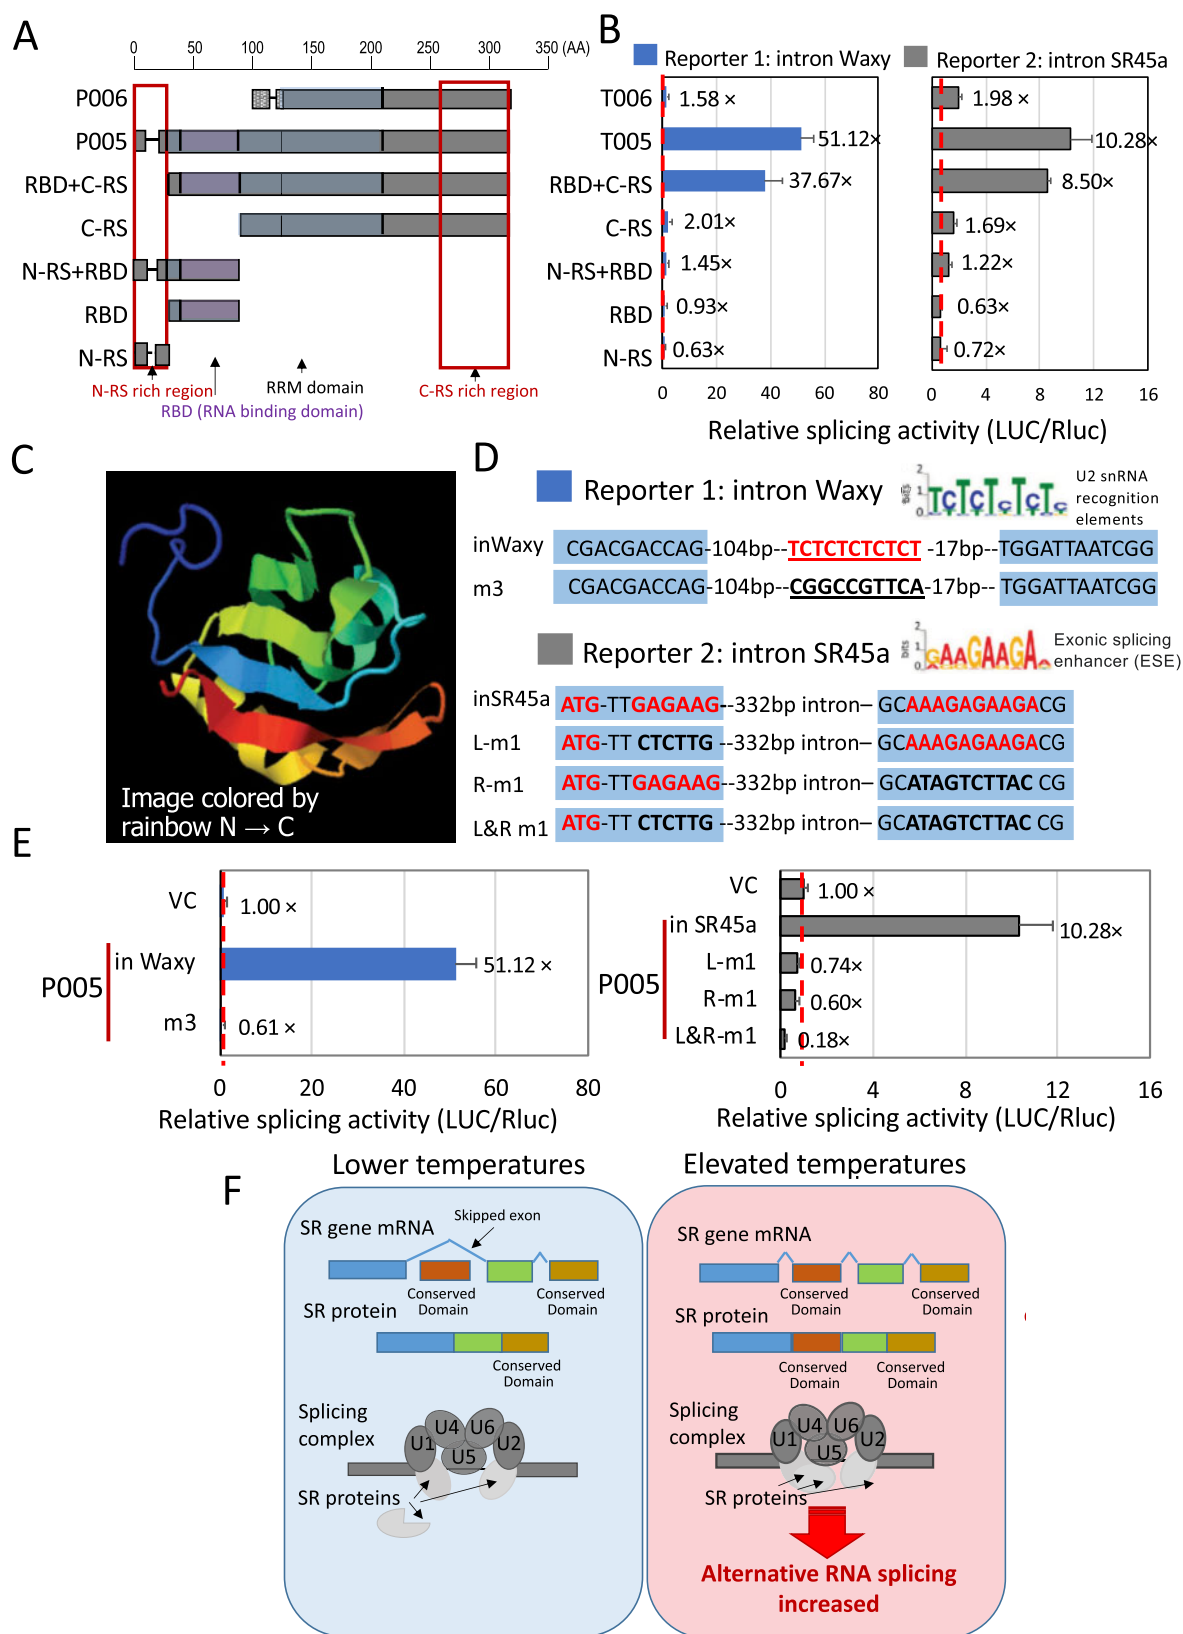 A
0 50 100 150 200 250 300 350 (AA)
P006
P005
RBD+C-RS
C-RS
N-RS+RBD
RBD
N-RS
N-RS rich region
RBD (RNA binding domain)
RRM domain
C-RS rich region
B
Reporter 1: intron Waxy
Reporter 2: intron SR45a
T006 1.58 × 1.98 ×
T005 51.12× 10.28×
RBD+C-RS 37.67× 8.50×
C-RS 2.01× 1.69×
N-RS+RBD 1.45× 1.22×
RBD 0.93× 0.63×
N-RS 0.63× 0.72×
0 20 40 60 80 0 4 8 12 16
Relative splicing activity (LUC/Rluc)
C
Image colored by
rainbow N → C
D
Reporter 1: intron Waxy
bits
2
1
0
TCTCTCTCTC
U2 snRNA
recognition
elements
inWaxy CGACGACCAG-104bp--TCTCTCTCTCT -17bp--TGGATTAATCGG
m3 CGACGACCAG-104bp--CGGCCGTTCA-17bp--TGGATTAATCGG
Reporter 2: intron SR45a
bits
2
1
0
GAAGAAGA
Exonic splicing
enhancer (ESE)
inSR45a ATG-TTGAGAAG--332bp intron– GCAAAGAGAAGACG
L-m1 ATG-TT CTCTTG --332bp intron– GCAAAGAGAAGACG
R-m1 ATG-TTGAGAAG--332bp intron– GCATAGTCTTAC CG
L&R m1 ATG-TT CTCTTG --332bp intron– GCATAGTCTTAC CG
E
VC 1.00 ×
P005
in Waxy 51.12 ×
m3 0.61 ×
0 20 40 60 80
Relative splicing activity (LUC/Rluc)
VC 1.00 ×
P005
in SR45a 10.28×
L-m1 0.74×
R-m1 0.60×
L&R-m1 0.18×
0 4 8 12 16
Relative splicing activity (LUC/Rluc)
F
Lower temperatures
SR gene mRNA
Skipped exon
Conserved
Domain
Conserved
Domain
SR protein
Conserved
Domain
Splicing
complex
U1 U4 U5 U6 U2
SR proteins
Elevated temperatures
SR gene mRNA
Conserved
Domain
Conserved
Domain
SR protein
Conserved
Domain
Conserved
Domain
Splicing
complex
U1 U4 U5 U6 U2
SR proteins
Alternative RNA splicing
increased